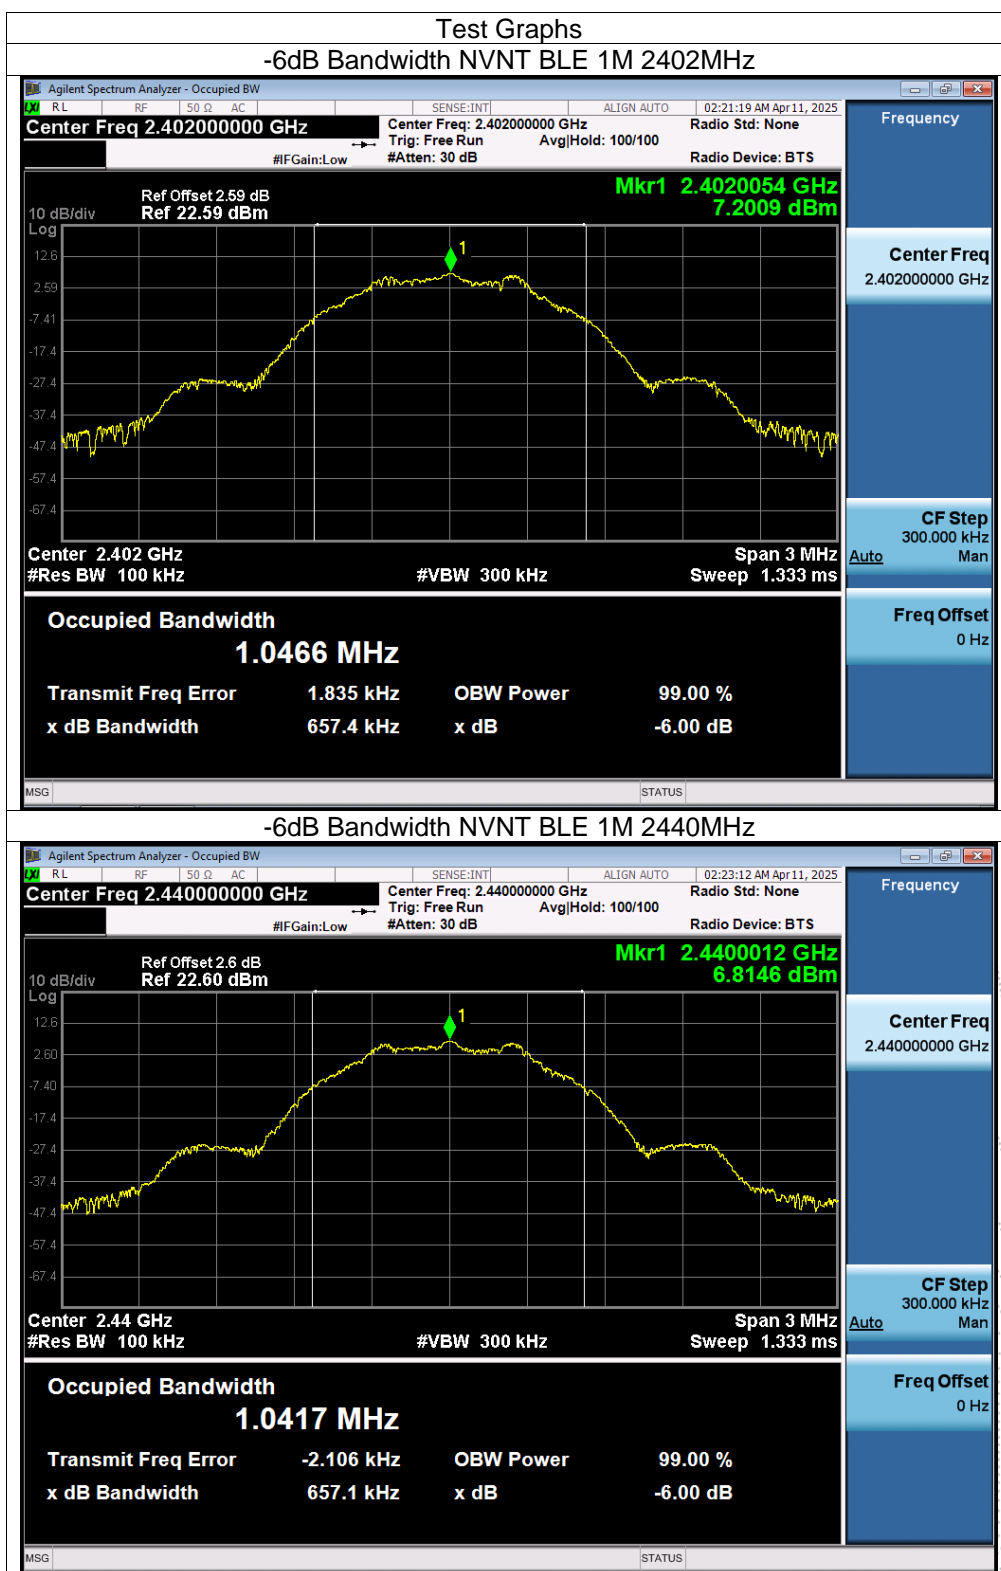 Test Graphs
-6dB Bandwidth NVNT BLE 1M 2402MHz
Agilent Spectrum Analyzer - Occupied BW
LXI RL RF 50 Ω AC SENSE:INT ALIGN AUTO 02:21:19 AM Apr 11, 2025
Center Freq 2.402000000 GHz
Center Freq: 2.402000000 GHz
Radio Std: None
Trig: Free Run Avg|Hold: 100/100
#IFGain:Low #Atten: 30 dB Radio Device: BTS
Mkr1 2.4020054 GHz
7.2009 dBm
Ref Offset 2.59 dB
10 dB/div Ref 22.59 dBm
Log
1
12.6
2.59
-7.41
-17.4
-27.4
-37.4
-47.4
-57.4
-67.4
Center 2.402 GHz Span 3 MHz
#Res BW 100 kHz #VBW 300 kHz Sweep 1.333 ms
Occupied Bandwidth
1.0466 MHz
Transmit Freq Error 1.835 kHz OBW Power 99.00 %
x dB Bandwidth 657.4 kHz x dB -6.00 dB
MSG STATUS
Frequency
Center Freq
2.402000000 GHz
CF Step
300.000 kHz
Auto Man
Freq Offset
0 Hz
-6dB Bandwidth NVNT BLE 1M 2440MHz
Agilent Spectrum Analyzer - Occupied BW
LXI RL RF 50 Ω AC SENSE:INT ALIGN AUTO 02:23:12 AM Apr 11, 2025
Center Freq 2.440000000 GHz
Center Freq: 2.440000000 GHz
Radio Std: None
Trig: Free Run Avg|Hold: 100/100
#IFGain:Low #Atten: 30 dB Radio Device: BTS
Mkr1 2.4400012 GHz
6.8146 dBm
Ref Offset 2.6 dB
10 dB/div Ref 22.60 dBm
Log
1
12.6
2.60
-7.40
-17.4
-27.4
-37.4
-47.4
-57.4
-67.4
Center 2.44 GHz Span 3 MHz
#Res BW 100 kHz #VBW 300 kHz Sweep 1.333 ms
Occupied Bandwidth
1.0417 MHz
Transmit Freq Error -2.106 kHz OBW Power 99.00 %
x dB Bandwidth 657.1 kHz x dB -6.00 dB
MSG STATUS
Frequency
Center Freq
2.440000000 GHz
CF Step
300.000 kHz
Auto Man
Freq Offset
0 Hz